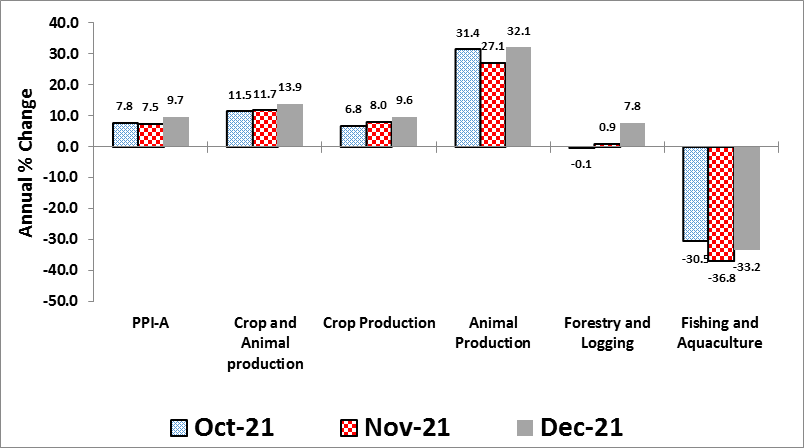 Annual % Change
40.0
30.0
20.0
10.0
0.0
-10.0
-20.0
-30.0
-40.0
-50.0
7.8 7.5 9.7
11.5 11.7 13.9
6.8 8.0 9.6
31.4 27.1 32.1
-0.1 0.9 7.8
-30.5 -36.8 -33.2
PPI-A
Crop and
Animal
production
Crop Production
Animal
Production
Forestry and
Logging
Fishing and
Aquaculture
Oct-21 Nov-21 Dec-21